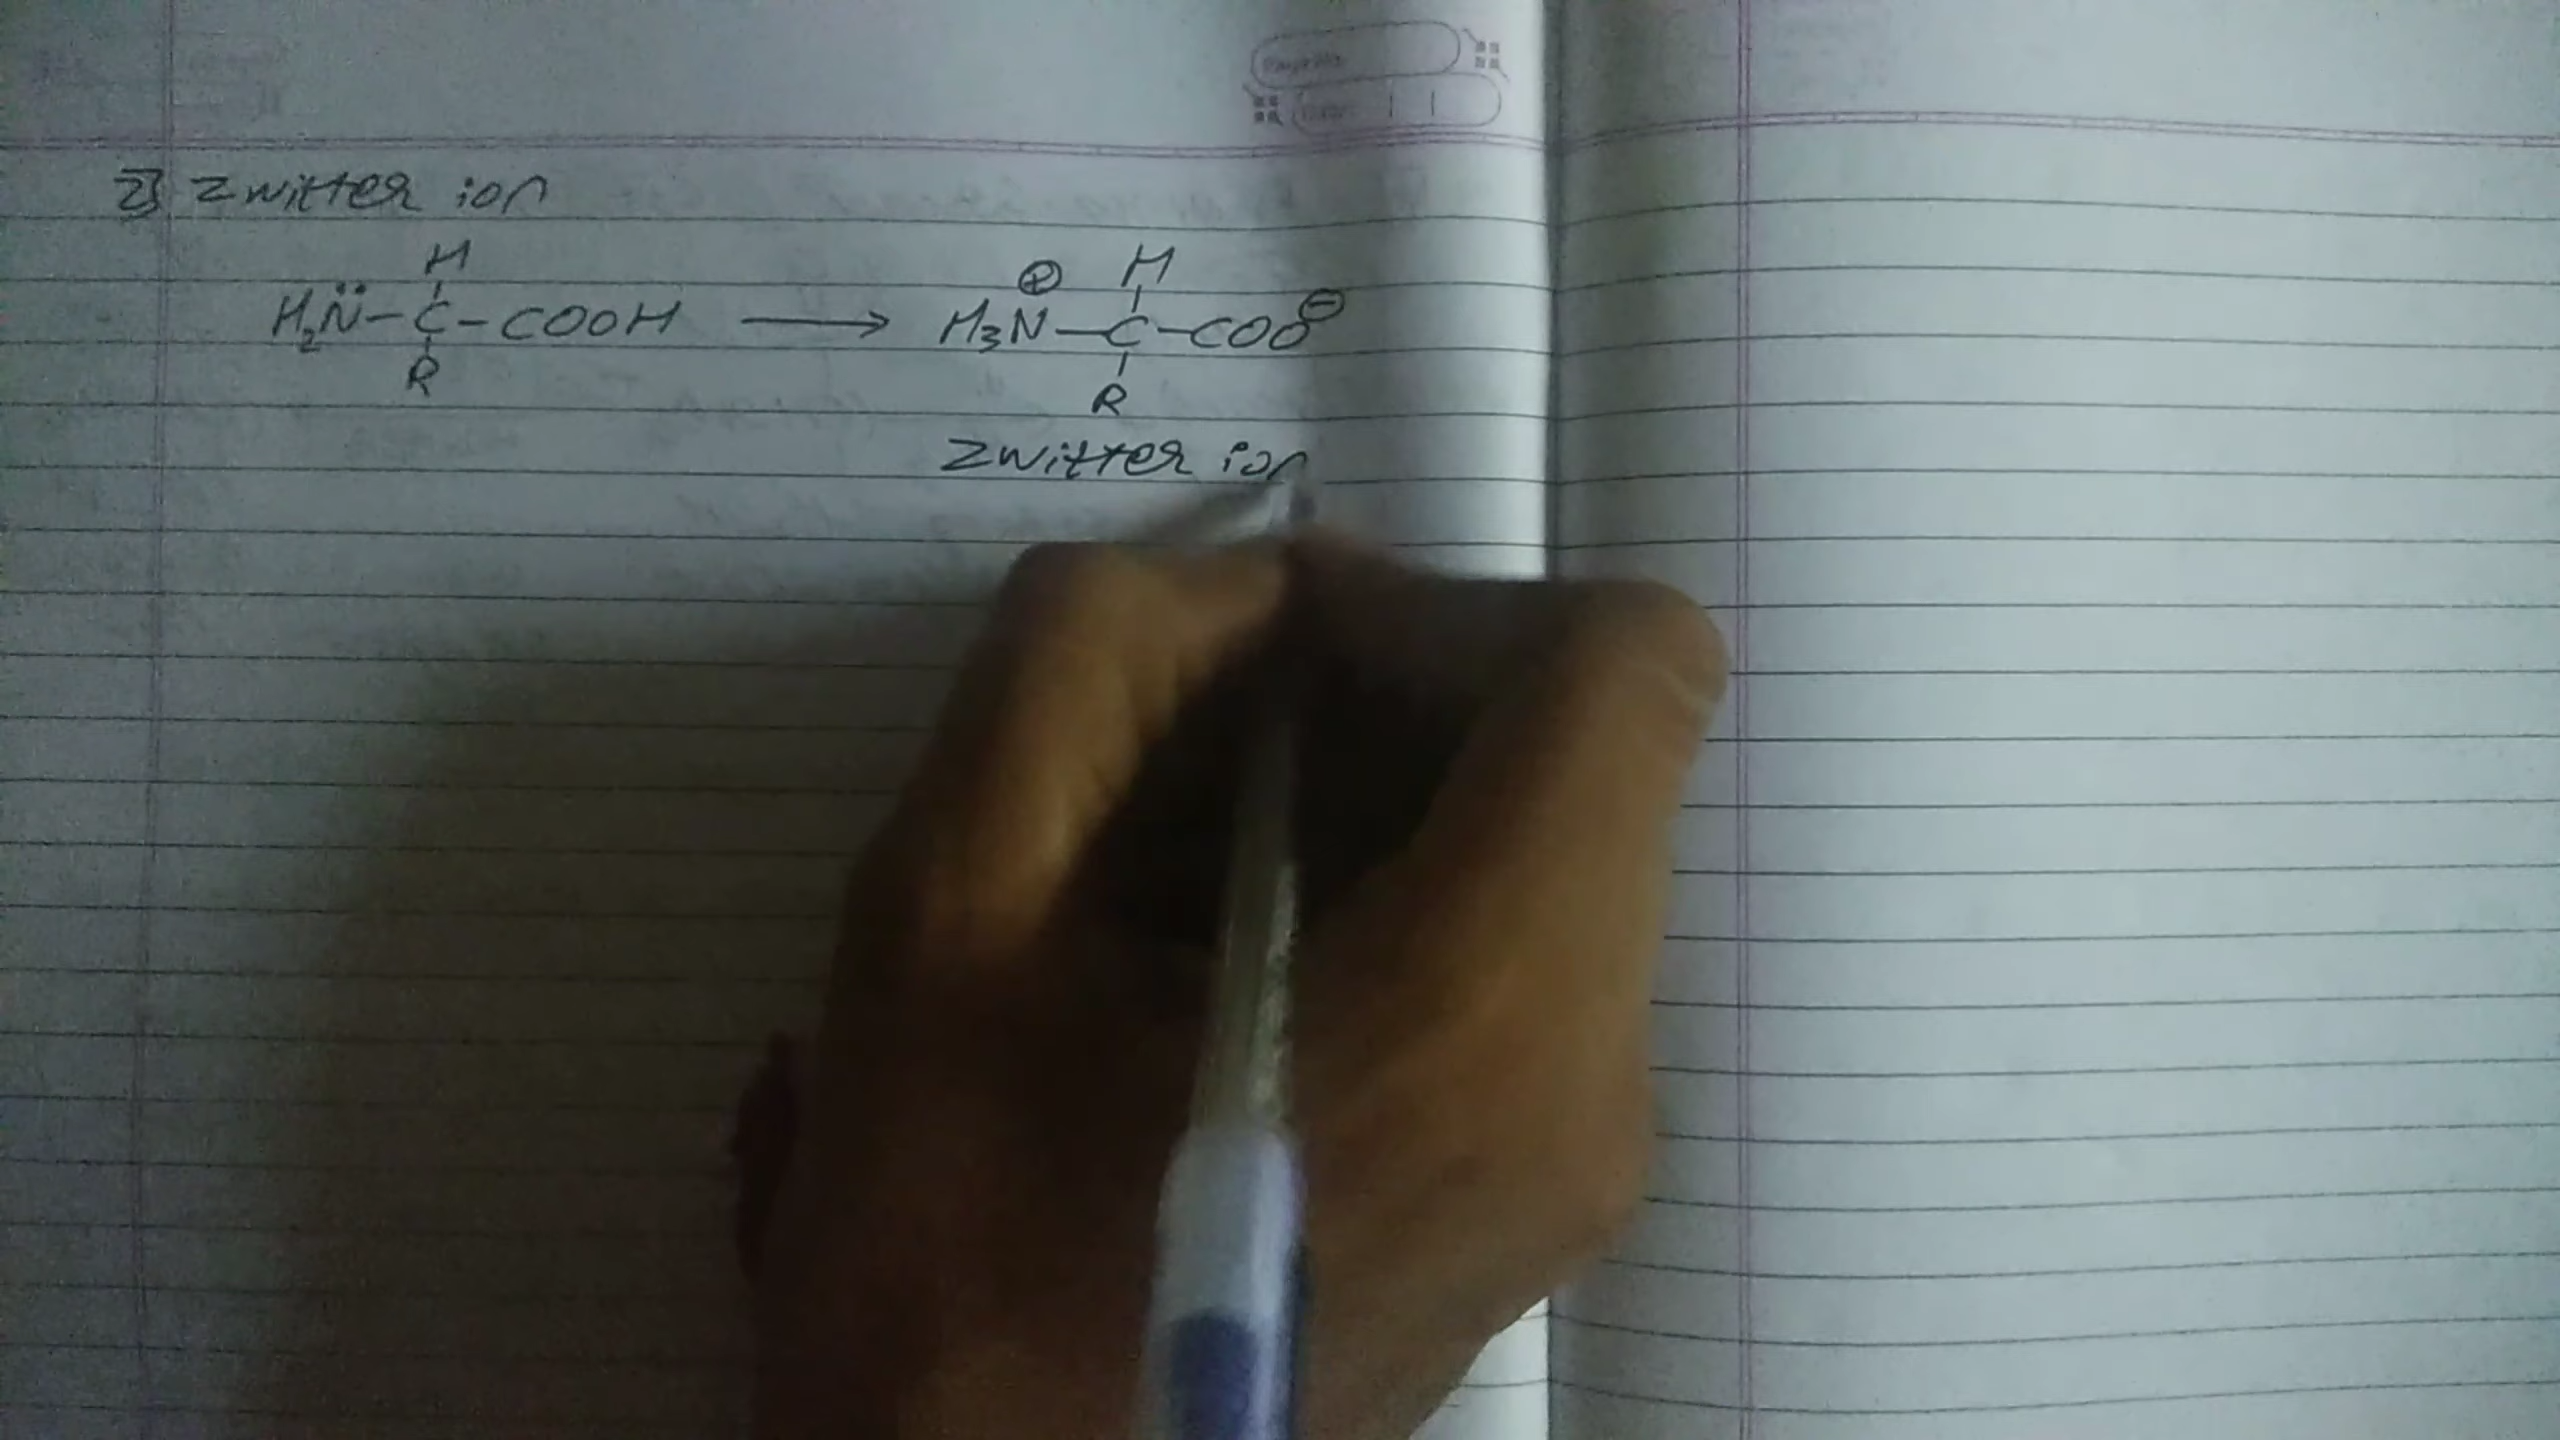 2] Zwitter ion
H
H₂N̈-C-COOH ⟶ H₃N-C-COO⊖
R
⊕ H
R
Zwitter ion